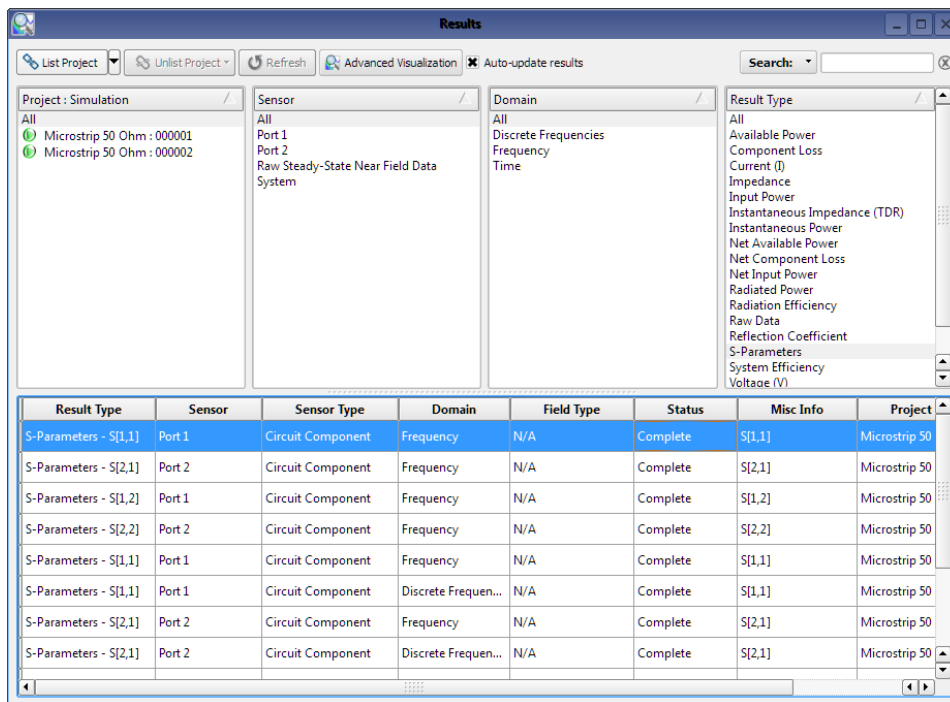 Results
List Project Unlist Project Refresh Advanced Visualization Auto-update results Search:
Project : Simulation
All
Microstrip 50 Ohm : 000001
Microstrip 50 Ohm : 000002
Sensor
All
Port 1
Port 2
Raw Steady-State Near Field Data
System
Domain
All
Discrete Frequencies
Frequency
Time
Result Type
All
Available Power
Component Loss
Current (I)
Impedance
Input Power
Instantaneous Impedance (TDR)
Instantaneous Power
Net Available Power
Net Component Loss
Net Input Power
Radiated Power
Radiation Efficiency
Raw Data
Reflection Coefficient
S-Parameters
System Efficiency
Voltage (V)
Result Type Sensor Sensor Type Domain Field Type Status Misc Info Project
S-Parameters - S[1,1] Port 1 Circuit Component Frequency N/A Complete S[1,1] Microstrip 50
S-Parameters - S[2,1] Port 2 Circuit Component Frequency N/A Complete S[2,1] Microstrip 50
S-Parameters - S[1,2] Port 1 Circuit Component Frequency N/A Complete S[1,2] Microstrip 50
S-Parameters - S[2,2] Port 2 Circuit Component Frequency N/A Complete S[2,2] Microstrip 50
S-Parameters - S[1,1] Port 1 Circuit Component Frequency N/A Complete S[1,1] Microstrip 50
S-Parameters - S[1,1] Port 1 Circuit Component Discrete Frequen... N/A Complete S[1,1] Microstrip 50
S-Parameters - S[2,1] Port 2 Circuit Component Frequency N/A Complete S[2,1] Microstrip 50
S-Parameters - S[2,1] Port 2 Circuit Component Discrete Frequen... N/A Complete S[2,1] Microstrip 50